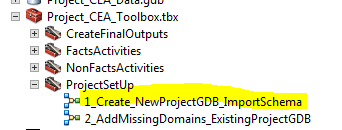 Project_CEA_Data.gdb
Project_CEA_Toolbox.tbx
CreateFinalOutputs
FactsActivities
NonFactsActivities
ProjectSetUp
1_Create_NewProjectGDB_ImportSchema
2_AddMissingDomains_ExistingProjectGDB